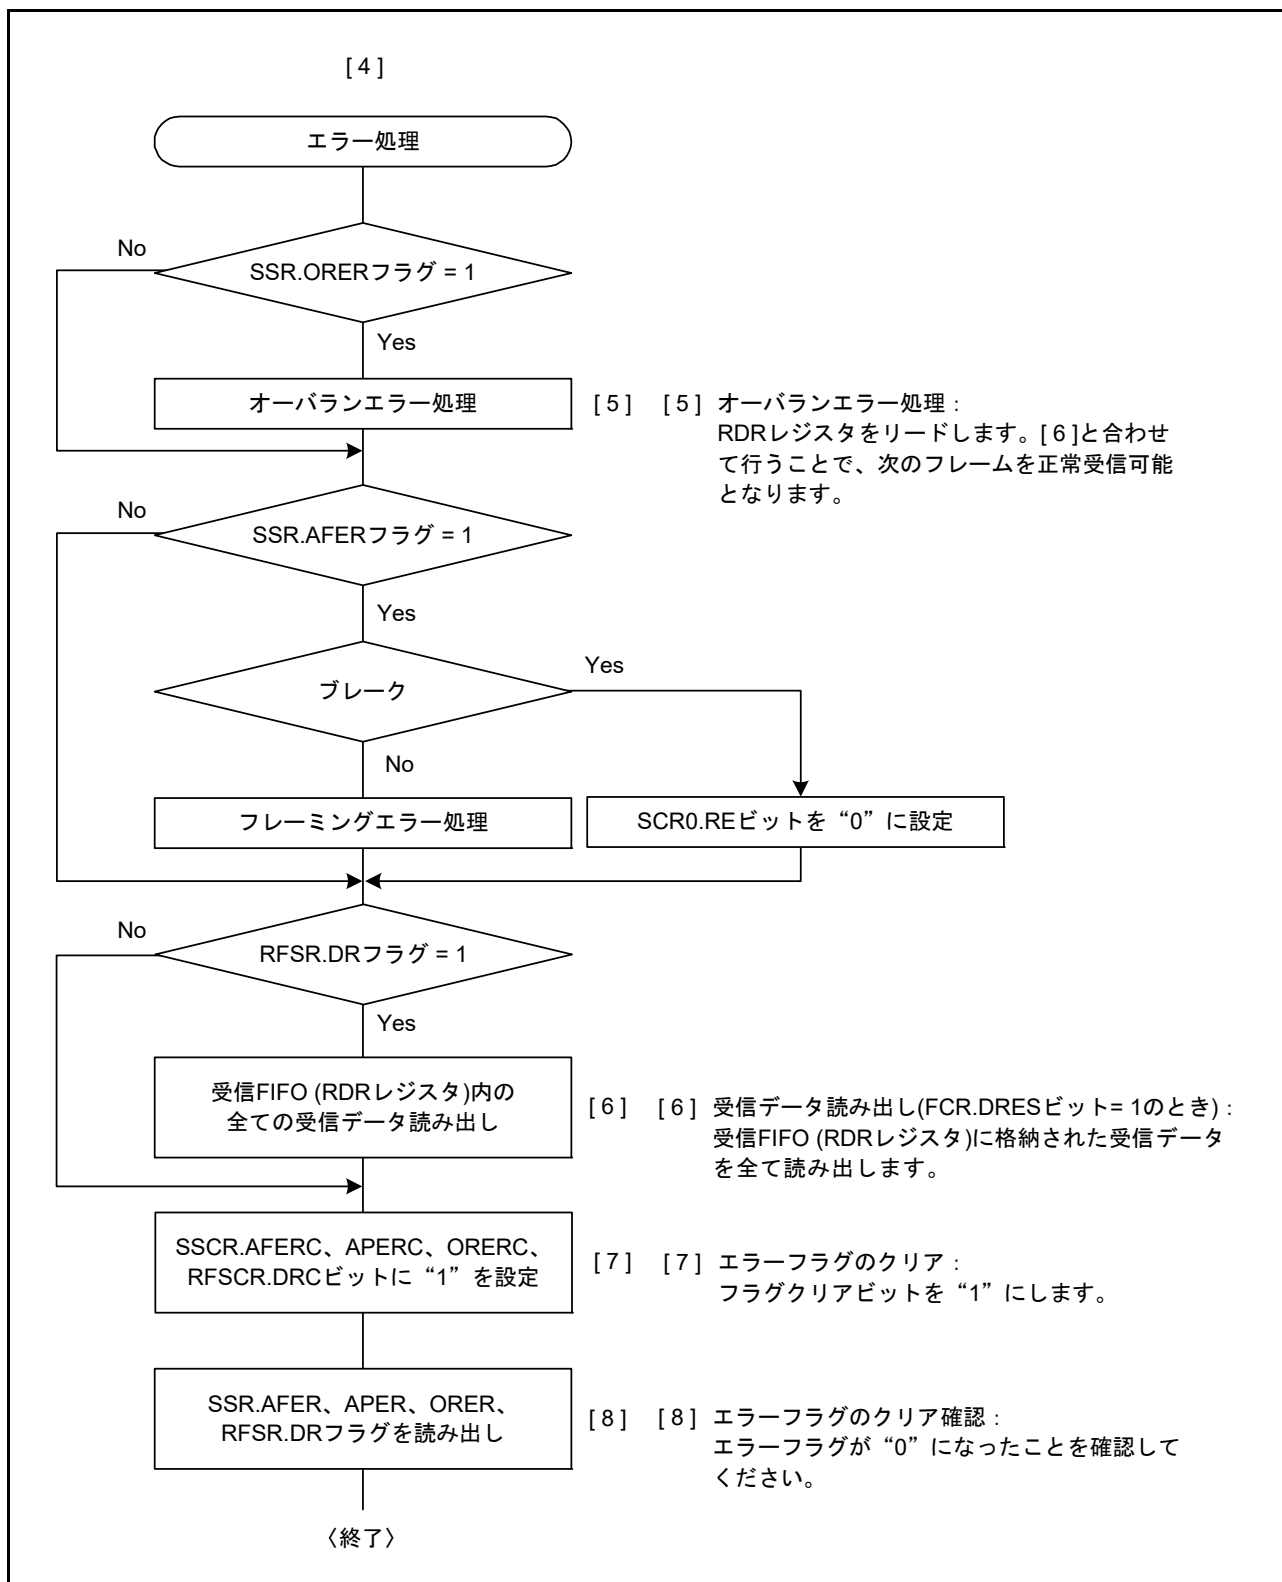 [ 4 ]
エラー処理
No
SSR.ORERフラグ = 1
Yes
オーバランエラー処理
[ 5 ]
[ 5 ] オーバランエラー処理 :
RDRレジスタをリードします。[ 6 ]と合わせ
て行うことで、次のフレームを正常受信可能
となります。
No
SSR.AFERフラグ = 1
Yes
ブレーク
Yes
No
フレーミングエラー処理
SCR0.REビットを“0”に設定
No
RFSR.DRフラグ = 1
Yes
受信FIFO (RDRレジスタ)内の
全ての受信データ読み出し
[ 6 ]
[ 6 ] 受信データ読み出し(FCR.DRESビット= 1のとき) :
受信FIFO (RDRレジスタ)に格納された受信データ
を全て読み出します。
SSCR.AFERC、APERC、ORERC、
RFSCR.DRCビットに“1”を設定
[ 7 ]
[ 7 ] エラーフラグのクリア :
フラグクリアビットを“1”にします。
SSR.AFER、APER、ORER、
RFSR.DRフラグを読み出し
[ 8 ]
[ 8 ] エラーフラグのクリア確認 :
エラーフラグが“0”になったことを確認して
ください。
〈終了〉